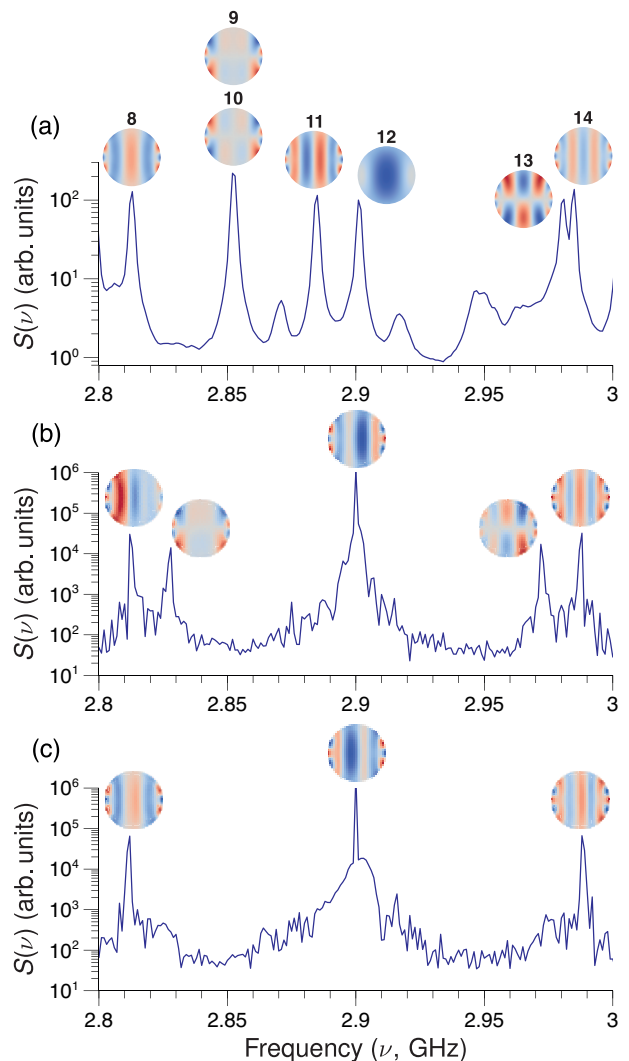 9
10
8
11
12
14
13
(a)
S(ν) (arb. units)
10²
10¹
10⁰
2.8 2.85 2.9 2.95 3
(b)
S(ν) (arb. units)
10⁶
10⁵
10⁴
10³
10²
10¹
2.8 2.85 2.9 2.95 3
(c)
S(ν) (arb. units)
10⁶
10⁵
10⁴
10³
10²
10¹
2.8 2.85 2.9 2.95 3
Frequency (ν, GHz)